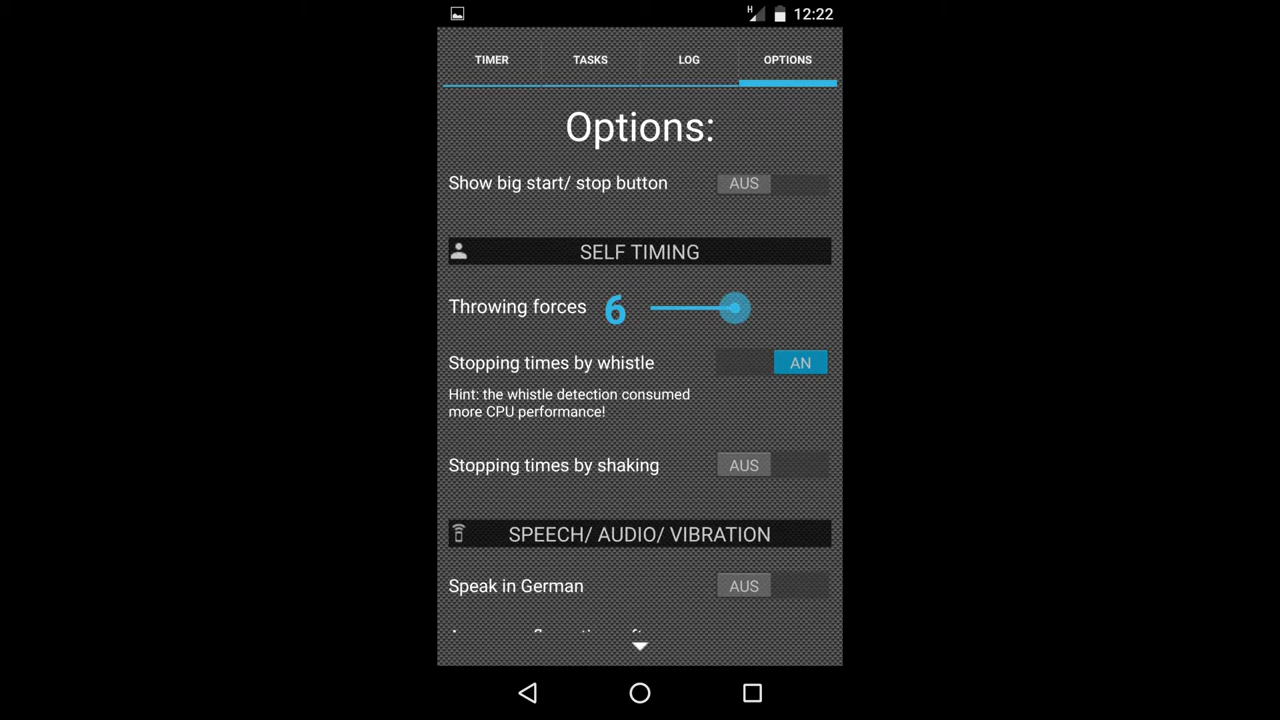 H 12:22
TIMER TASKS LOG OPTIONS
Options:
Show big start/ stop button AUS
SELF TIMING
Throwing forces 6
Stopping times by whistle AN
Hint: the whistle detection consumed
more CPU performance!
Stopping times by shaking AUS
SPEECH/ AUDIO/ VIBRATION
Speak in German AUS